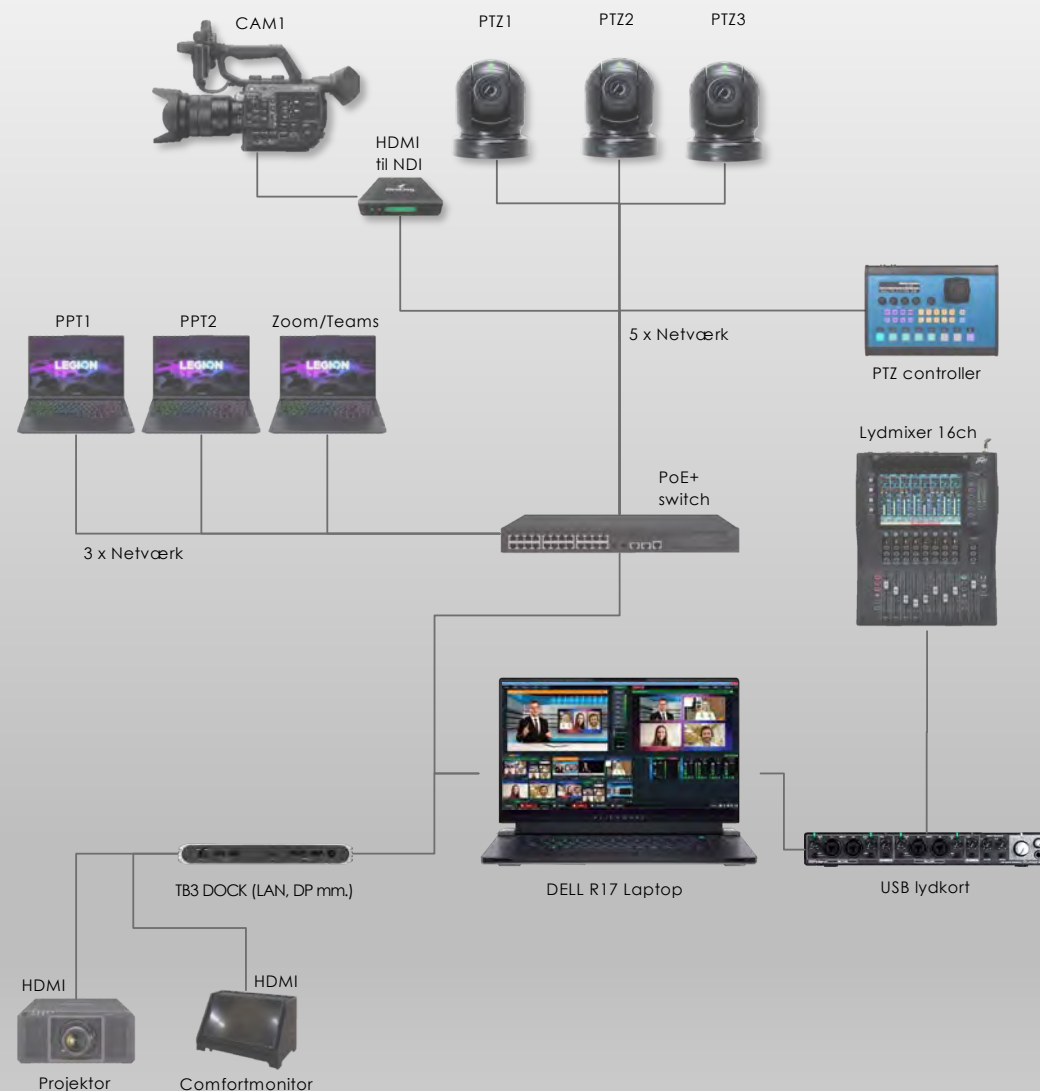 CAM1
PTZ1
PTZ2
PTZ3
HDMI
til NDI
PPT1
PPT2
Zoom/Teams
LEGION
LEGION
LEGION
5 x Netværk
PTZ controller
Lydmixer 16ch
PoE+
switch
3 x Netværk
ALIENWARE
TB3 DOCK (LAN, DP mm.)
DELL R17 Laptop
USB lydkort
HDMI
HDMI
Projektor
Comfortmonitor